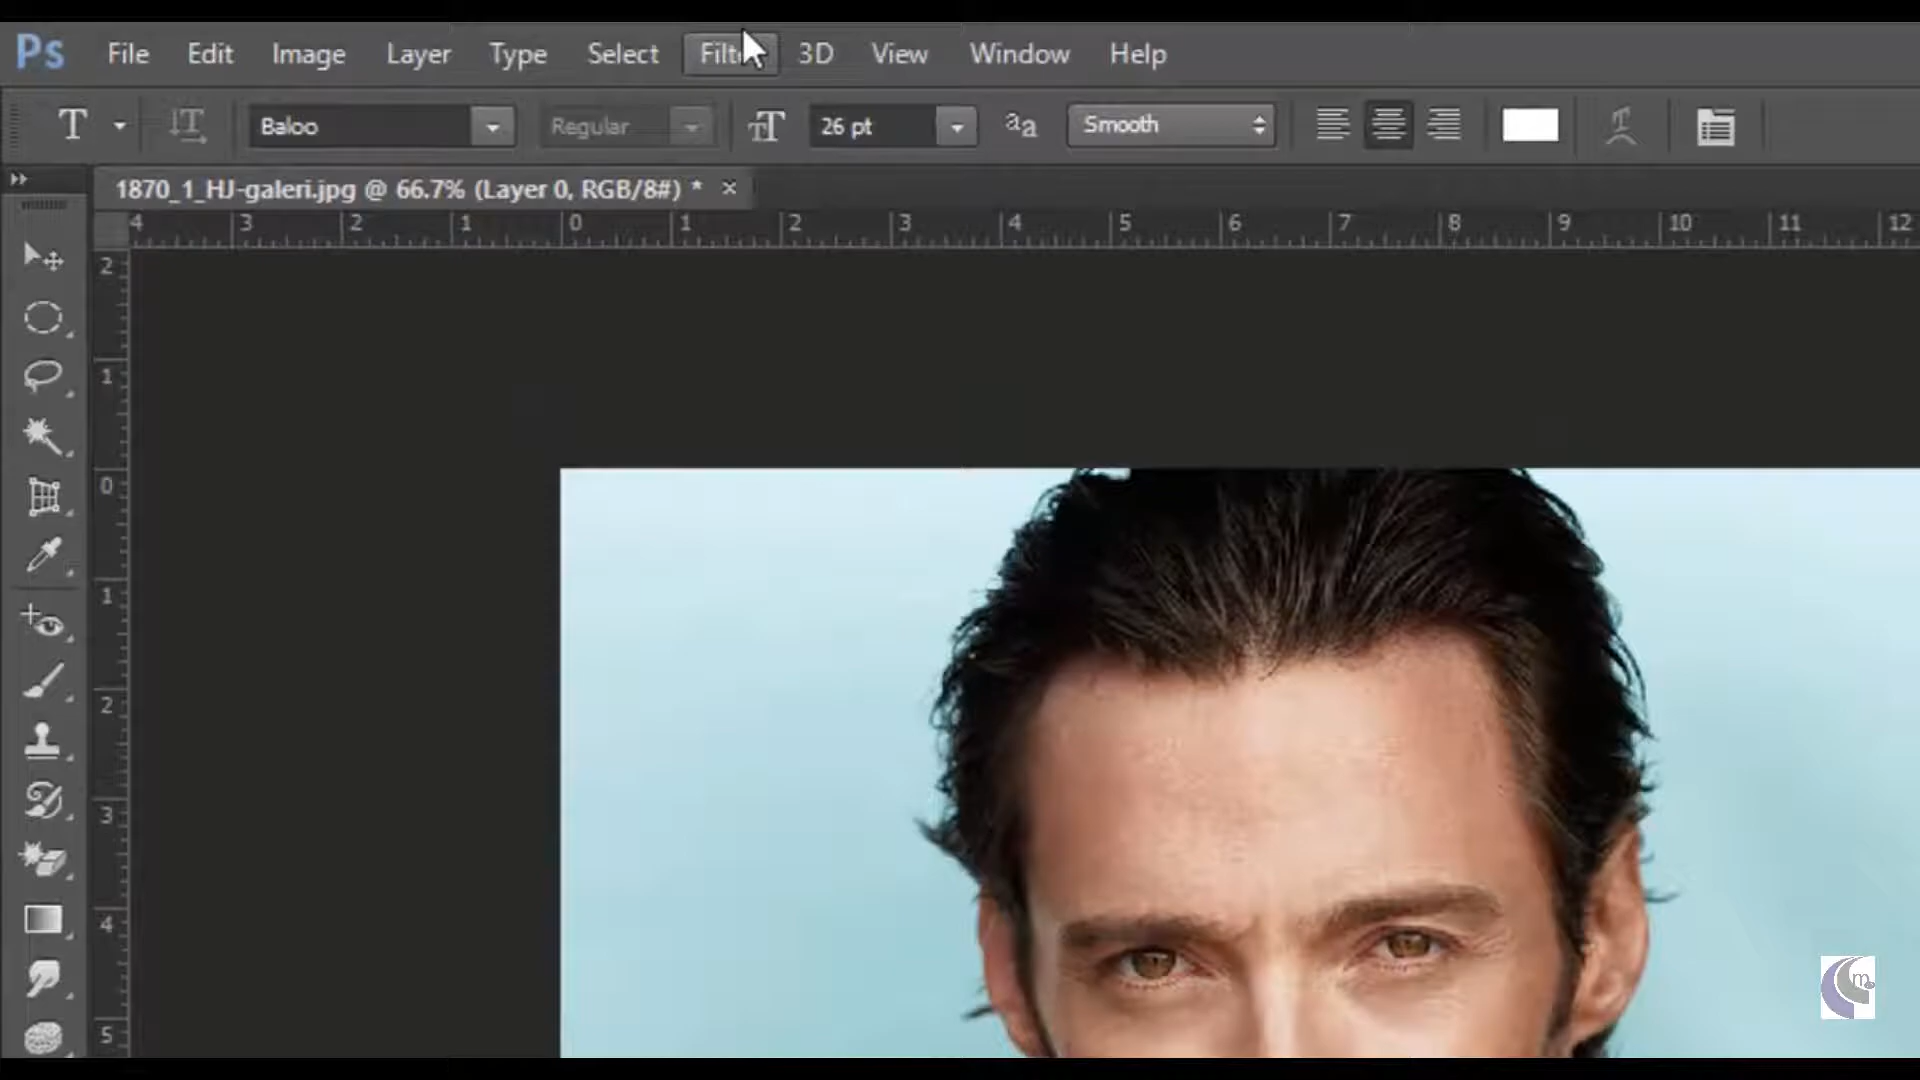 Ps File Edit Image Layer Type Select Filter 3D View Window Help
T Baloo Regular 26 pt aa Smooth
1870_1_HJ-galeri.jpg @ 66.7% (Layer 0, RGB/8#) * ×
4 3 2 1 0 1 2 3 4 5 6 7 8 9 10 11 12
2
1
0
1
2
3
4
5